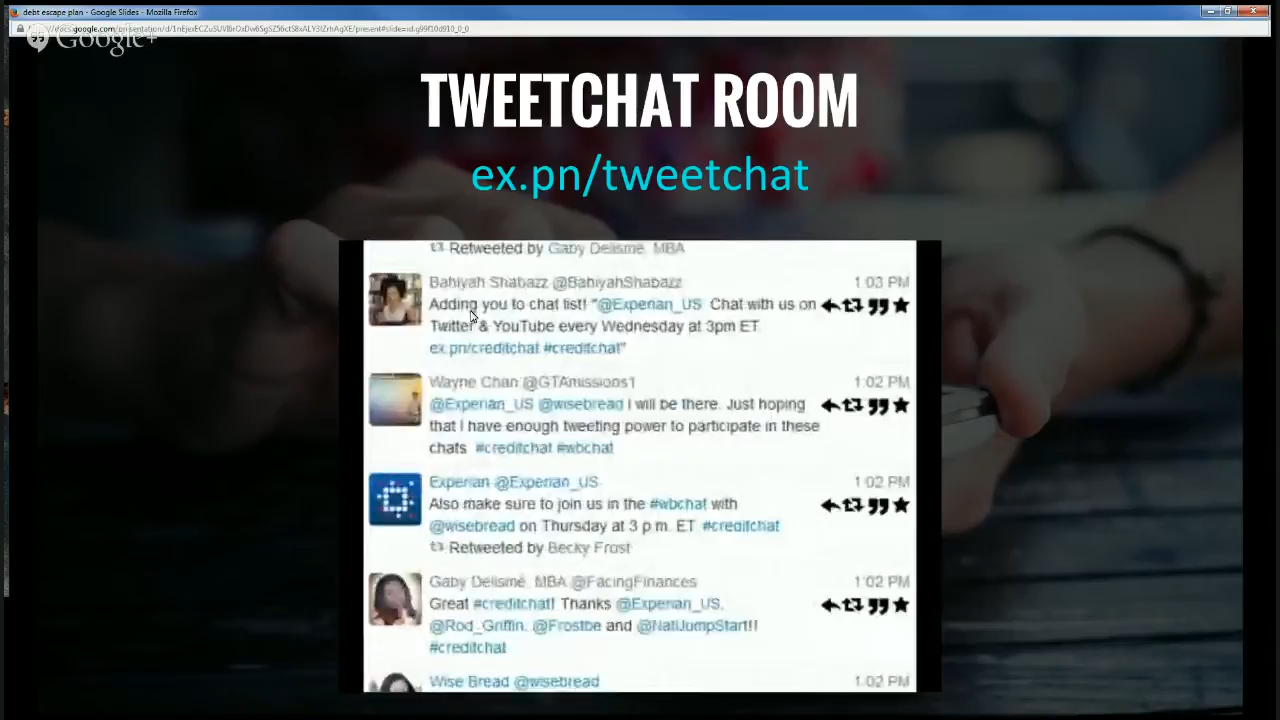 debt escape plan - Google Slides - Mozilla Firefox
Google+
TWEETCHAT ROOM
ex.pn/tweetchat
Retweeted by Gaby Delisme, MBA
Bahiyah Shabazz @BahiyahShabazz 1:03 PM
Adding you to chat list! "@Experian_US Chat with us on
Twitter & YouTube every Wednesday at 3pm ET
ex.pn/creditchat #creditchat"
Wayne Chan @GTAmissions1 1:02 PM
@Experian_US @wisebread I will be there. Just hoping
that I have enough tweeting power to participate in these
chats #creditchat #wbchat
Experian @Experian_US 1:02 PM
Also make sure to join us in the #wbchat with
@wisebread on Thursday at 3 p.m. ET #creditchat
Retweeted by Becky Frost
Gaby Delisme, MBA @FacingFinances 1:02 PM
Great #creditchat! Thanks @Experian_US,
@Rod_Griffin, @Frostbe and @NatlJumpStart!!
#creditchat
Wise Bread @wisebread 1:02 PM